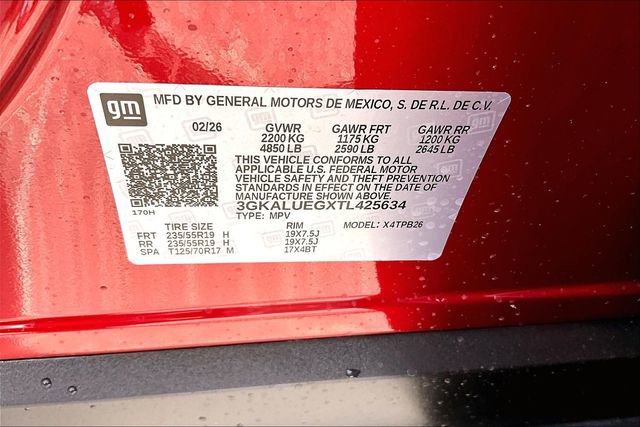 gm MFD BY GENERAL MOTORS DE MEXICO, S. DE R.L. DE C.V.
02/26 GVWR GAWR FRT GAWR RR
2200 KG 1175 KG 1200 KG
4850 LB 2590 LB 2645 LB
THIS VEHICLE CONFORMS TO ALL
APPLICABLE U.S. FEDERAL MOTOR
VEHICLE SAFETY AND THEFT PREVENTION
STANDARDS IN EFFECT ON THE DATE OF
MANUFACTURE SHOWN ABOVE.
3GKALUEGXTL425634
170H
TYPE: MPV MODEL: X4TPB26
TIRE SIZE RIM
FRT 235/55R19 H 19X7.5J
RR 235/55R19 H 19X7.5J
SPA T125/70R17 M 17X4BT